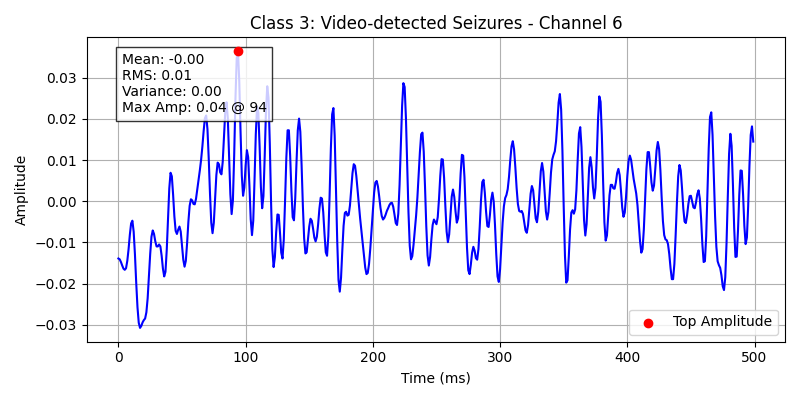 Class 3: Video-detected Seizures - Channel 6
Mean: -0.00
RMS: 0.01
Variance: 0.00
Max Amp: 0.04 @ 94
Amplitude
0.03
0.02
0.01
0.00
−0.01
−0.02
−0.03
Top Amplitude
0
100
200
300
400
500
Time (ms)